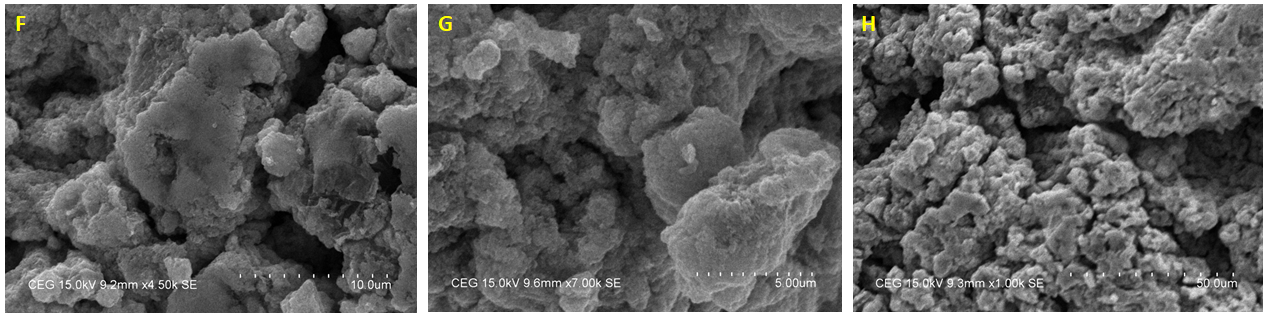 F
G
H
CEG 15.0kV 9.2mm x4.50k SE
10.0um
CEG 15.0kV 9.6mm x7.00k SE
5.00um
CEG 15.0kV 9.3mm x1.00k SE
50.0um